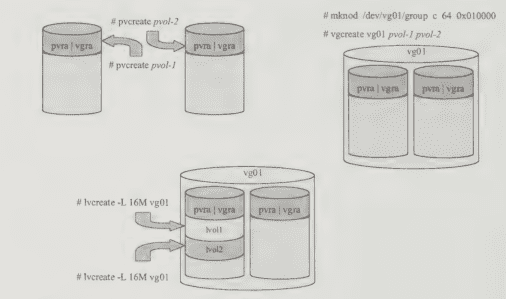 # pvcreate pvol-2
pvra | vgra
pvra | vgra
# pvcreate pvol-1
# mknod /dev/vg01/group c 64 0x010000
# vgcreate vg01 pvol-1 pvol-2
vg01
pvra | vgra
pvra | vgra
vg01
# lvcreate -L 16M vg01
pvra | vgra
pvra | vgra
lvol1
lvol2
# lvcreate -L 16M vg01